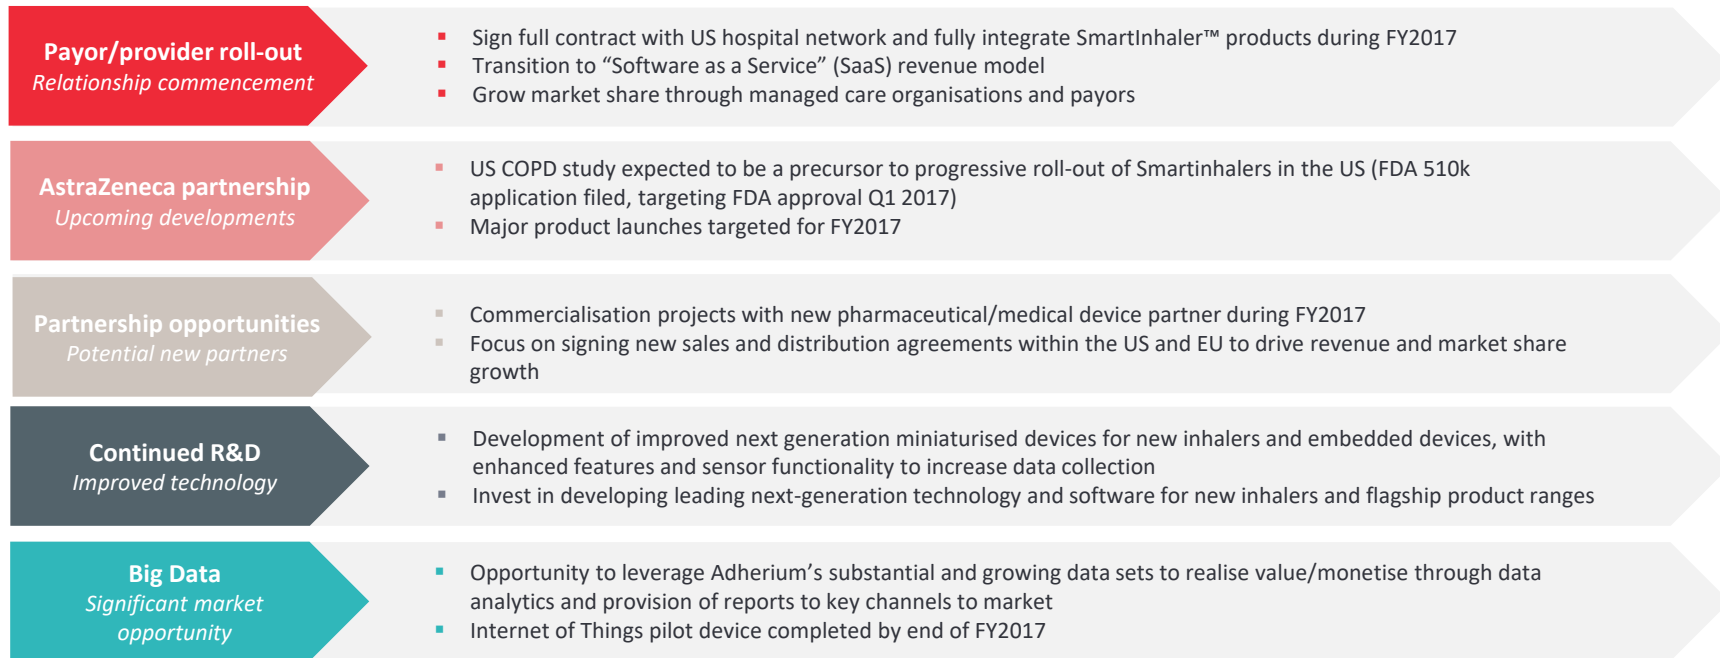 Payor/provider roll-out
Relationship commencement
▪ Sign full contract with US hospital network and fully integrate SmartInhaler™ products during FY2017
▪ Transition to “Software as a Service” (SaaS) revenue model
▪ Grow market share through managed care organisations and payors
AstraZeneca partnership
Upcoming developments
▪ US COPD study expected to be a precursor to progressive roll-out of Smartinhalers in the US (FDA 510k
application filed, targeting FDA approval Q1 2017)
▪ Major product launches targeted for FY2017
Partnership opportunities
Potential new partners
▪ Commercialisation projects with new pharmaceutical/medical device partner during FY2017
▪ Focus on signing new sales and distribution agreements within the US and EU to drive revenue and market share
growth
Continued R&D
Improved technology
▪ Development of improved next generation miniaturised devices for new inhalers and embedded devices, with
enhanced features and sensor functionality to increase data collection
▪ Invest in developing leading next-generation technology and software for new inhalers and flagship product ranges
Big Data
Significant market
opportunity
▪ Opportunity to leverage Adherium’s substantial and growing data sets to realise value/monetise through data
analytics and provision of reports to key channels to market
▪ Internet of Things pilot device completed by end of FY2017